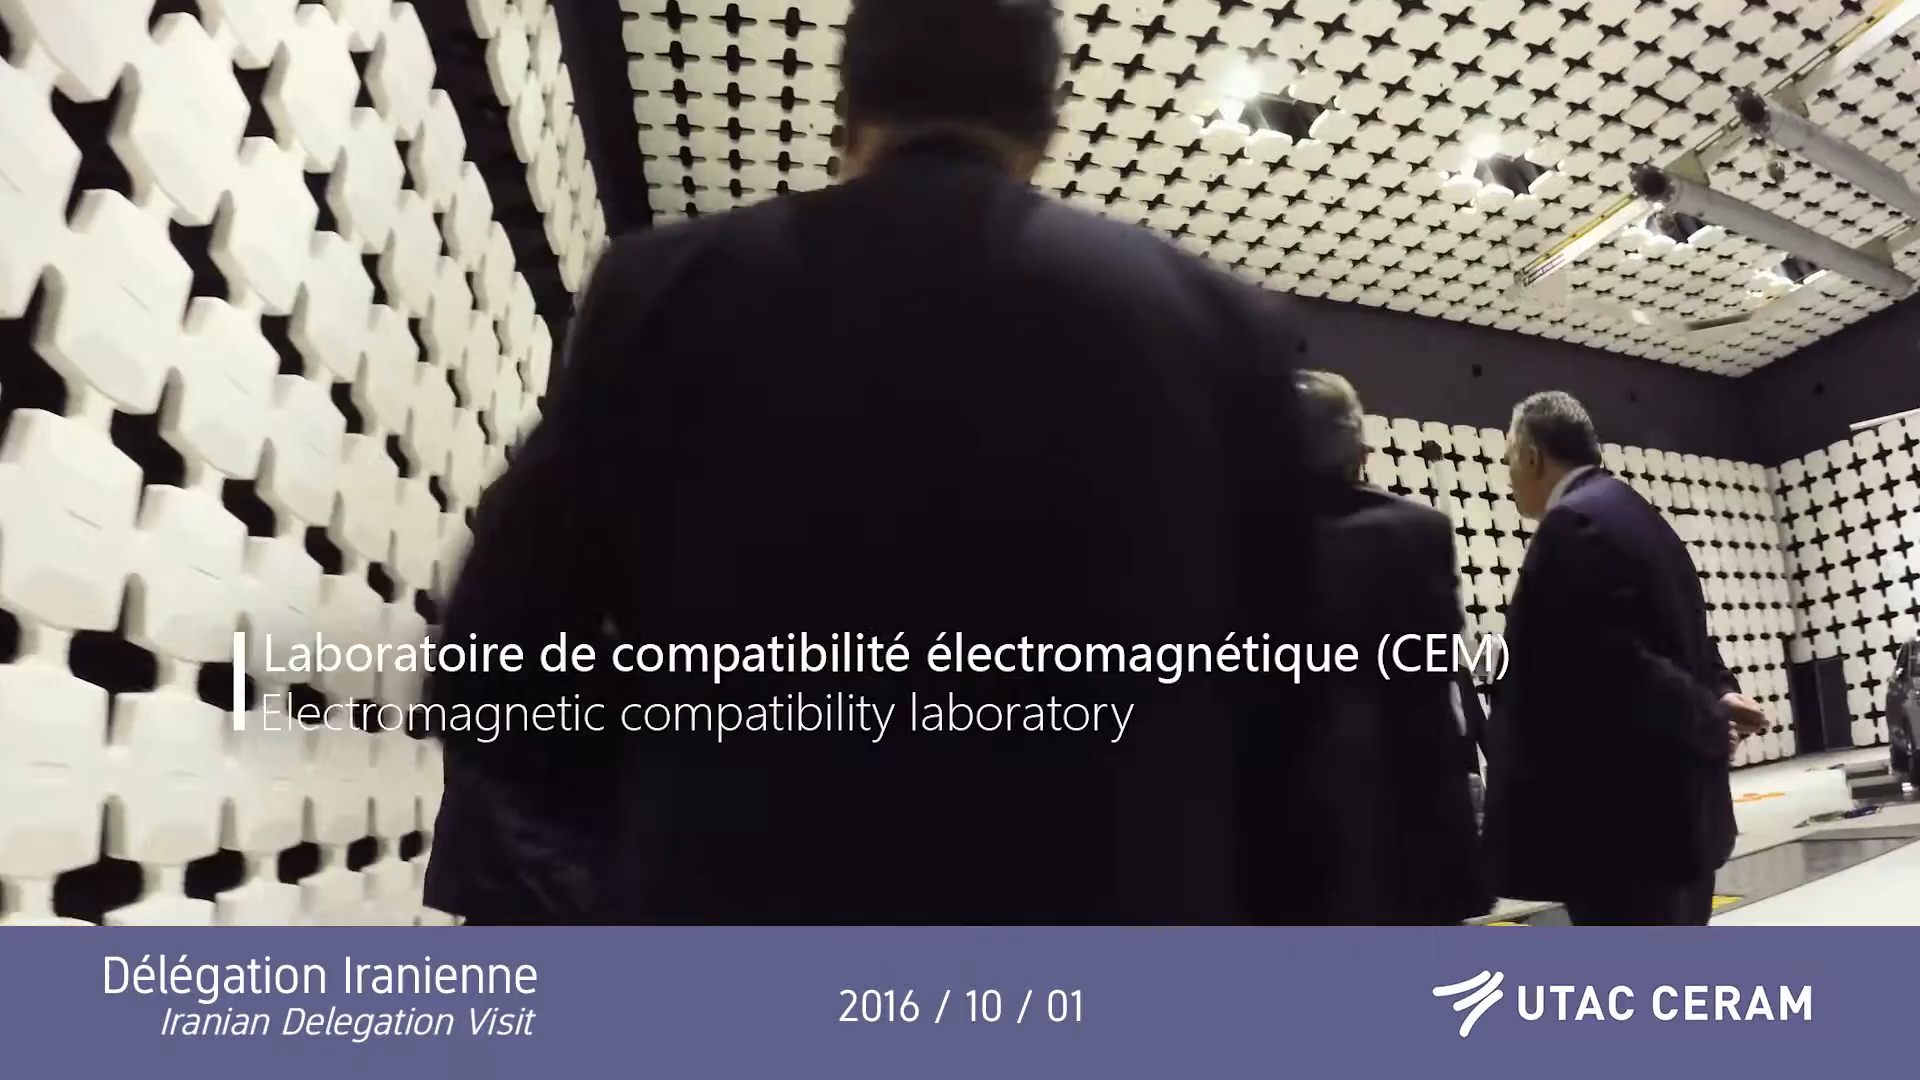 Laboratoire de compatibilité électromagnétique (CEM)
Electromagnetic compatibility laboratory
Délégation Iranienne
Iranian Delegation Visit
2016 / 10 / 01
UTAC CERAM